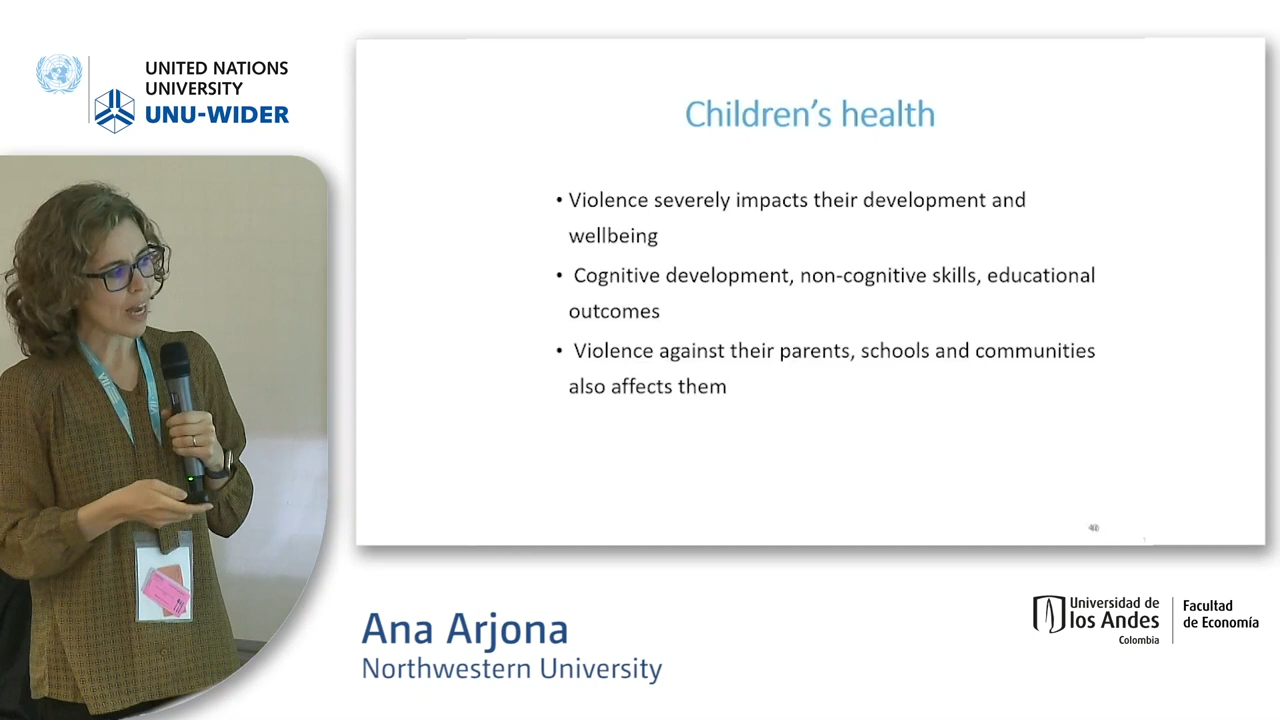 UNITED NATIONS
UNIVERSITY
UNU-WIDER
Children's health
• Violence severely impacts their development and
wellbeing
• Cognitive development, non-cognitive skills, educational
outcomes
• Violence against their parents, schools and communities
also affects them
46
VII
Ana Arjona
Northwestern University
Universidad de
los Andes
Colombia
Facultad
de Economía